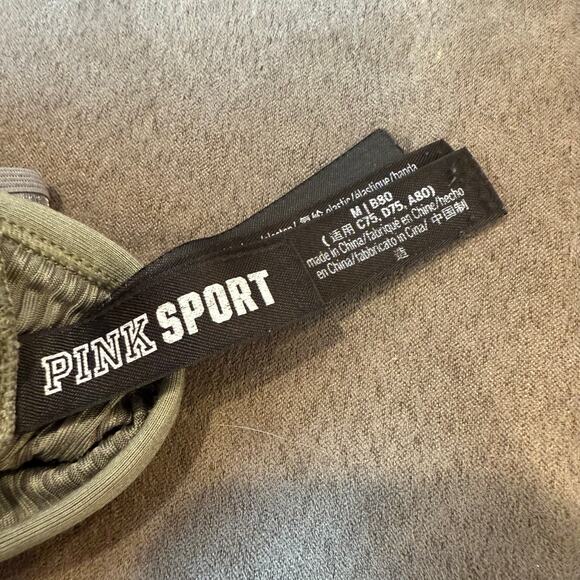 PINK SPORT
elastic/élastique/banda
M | B80
(适用 C75, D75, A80)
made in China/fabriqué en Chine/hecho
en China/fabbricato in Cina/ 中国制
造